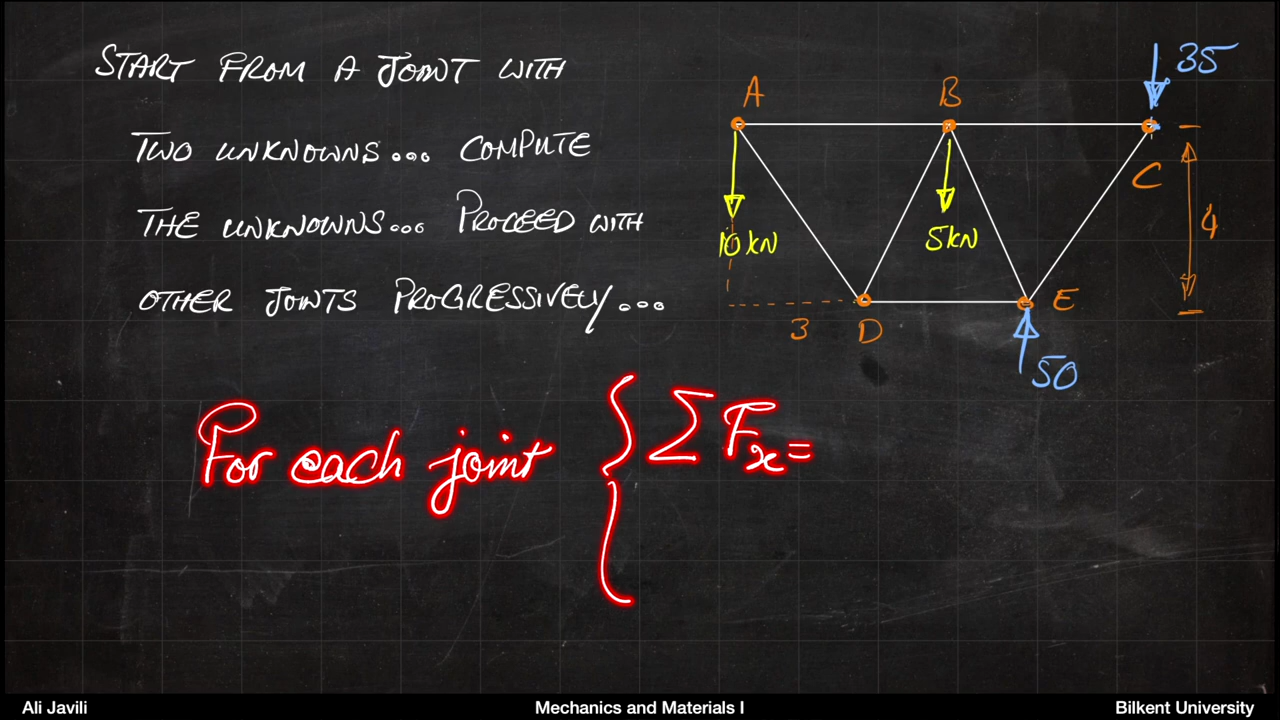 START FROM A JOINT WITH
TWO UNKNOWNS... COMPUTE
THE UNKNOWNS... PROCEED WITH
OTHER JOINTS PROGRESSIVELY...
35
A
B
C
4
10 kN
5 kN
3
D
E
50
For each joint { ΣFx=
Ali Javili
Mechanics and Materials I
Bilkent University